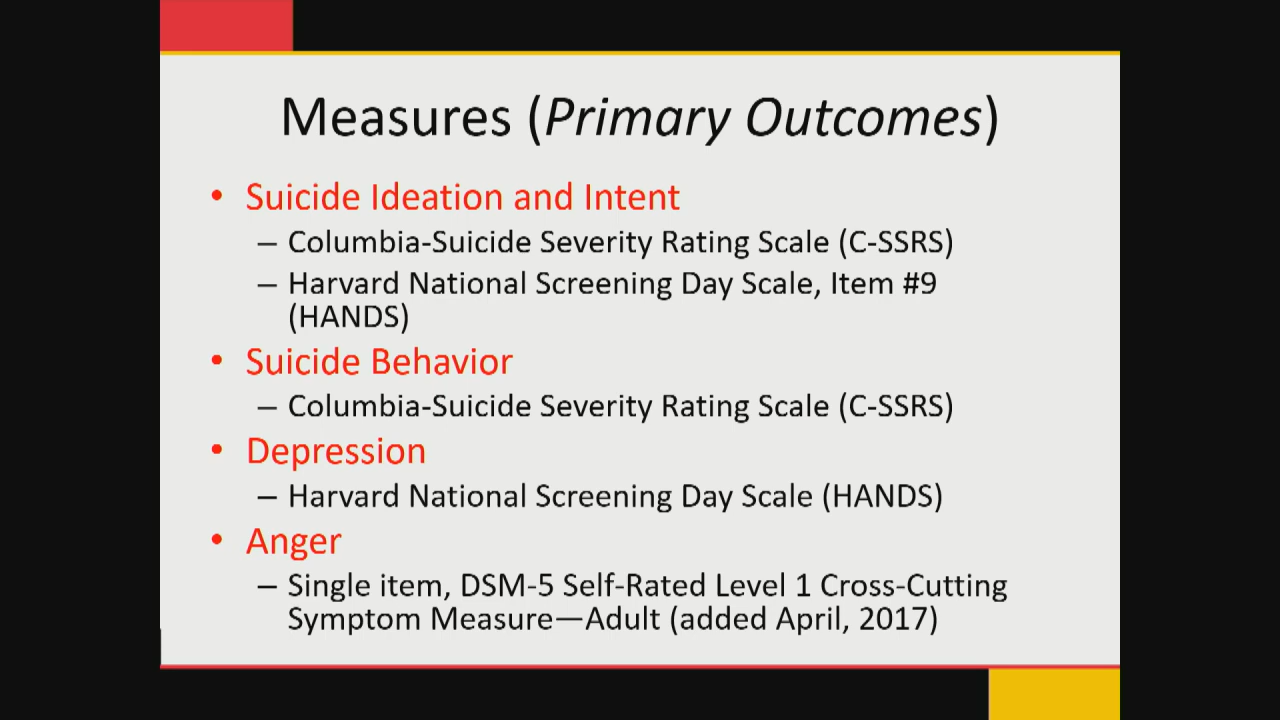 Measures (Primary Outcomes)
• Suicide Ideation and Intent
– Columbia-Suicide Severity Rating Scale (C-SSRS)
– Harvard National Screening Day Scale, Item #9
(HANDS)
• Suicide Behavior
– Columbia-Suicide Severity Rating Scale (C-SSRS)
• Depression
– Harvard National Screening Day Scale (HANDS)
• Anger
– Single item, DSM-5 Self-Rated Level 1 Cross-Cutting
Symptom Measure—Adult (added April, 2017)